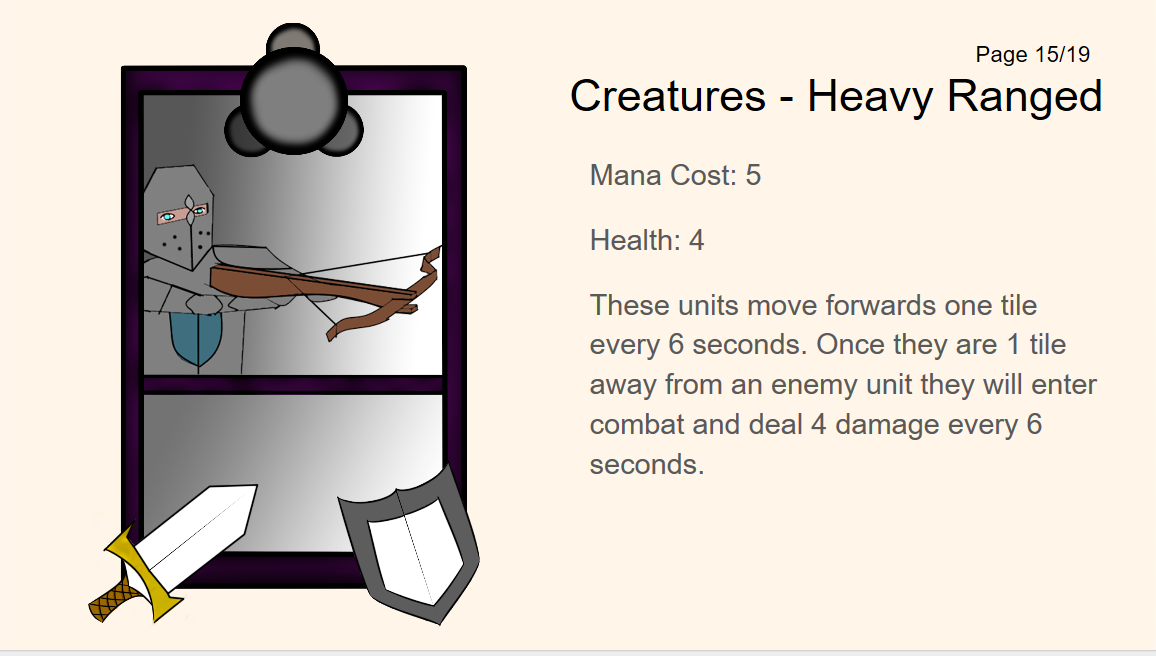 Page 15/19
Creatures - Heavy Ranged
Mana Cost: 5
Health: 4
These units move forwards one tile
every 6 seconds. Once they are 1 tile
away from an enemy unit they will enter
combat and deal 4 damage every 6
seconds.